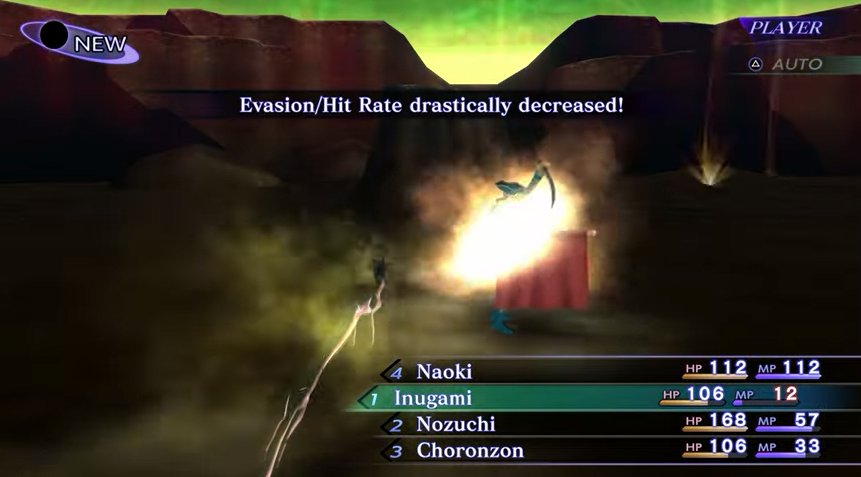 NEW
PLAYER
AUTO
Evasion/Hit Rate drastically decreased!
4 Naoki HP 112 MP 112
1 Inugami HP 106 MP 12
2 Nozuchi HP 168 MP 57
3 Choronzon HP 106 MP 33